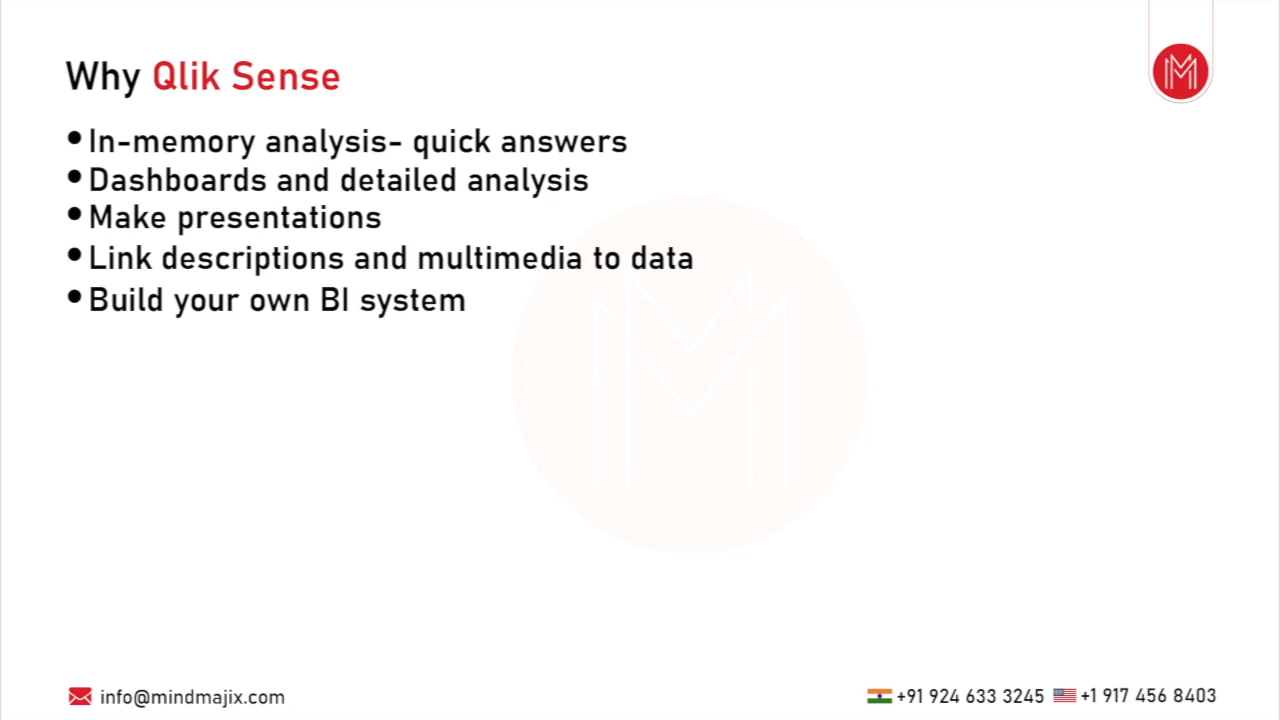 Why Qlik Sense
• In-memory analysis- quick answers
• Dashboards and detailed analysis
• Make presentations
• Link descriptions and multimedia to data
• Build your own BI system
info@mindmajix.com
+91 924 633 3245 +1 917 456 8403